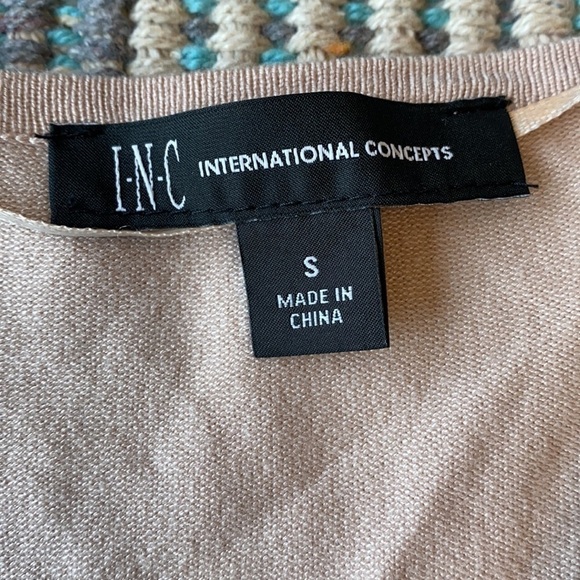 I-N-C INTERNATIONAL CONCEPTS
S
MADE IN
CHINA